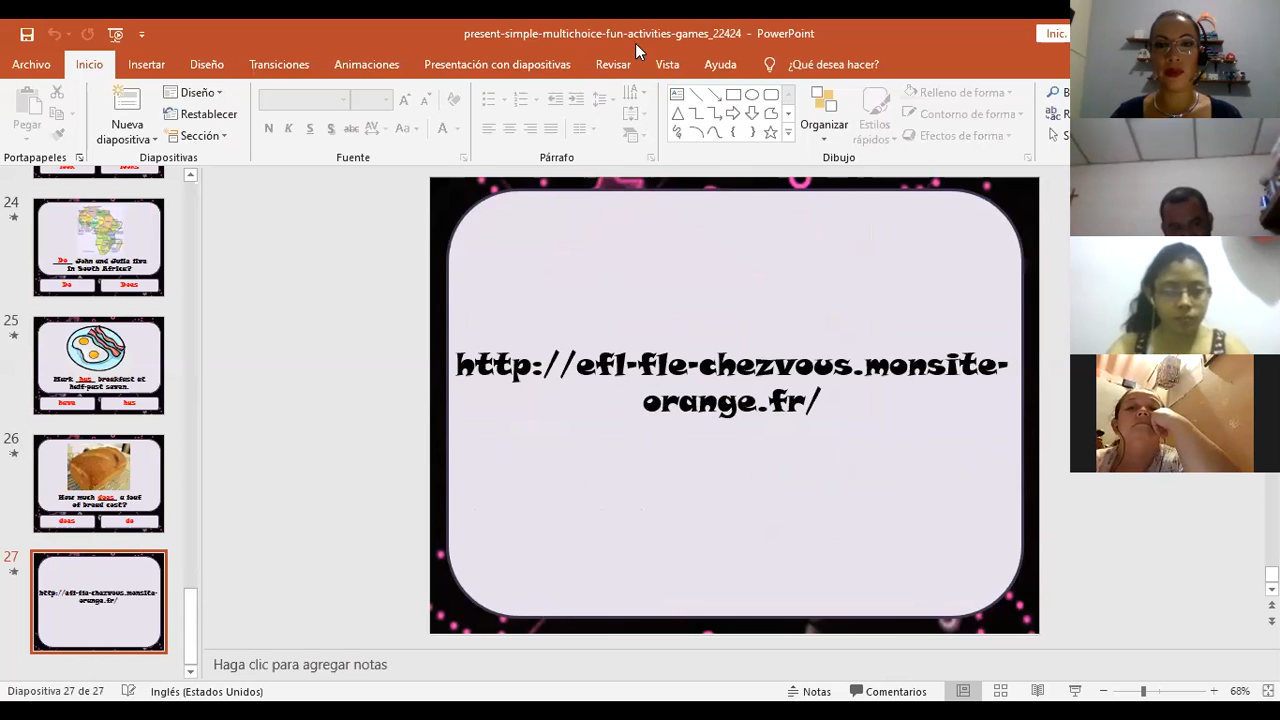 present-simple-multichoice-fun-activities-games_22424 - PowerPoint
Inic.
Archivo Inicio Insertar Diseño Transiciones Animaciones Presentación con diapositivas Revisar Vista Ayuda ¿Qué desea hacer?
Pegar
Nueva diapositiva
Diseño
Restablecer
Sección
N K S abc Aa A
Organizar
Estilos rápidos
Relleno de forma
Contorno de forma
Efectos de forma
Portapapeles Diapositivas Fuente Párrafo Dibujo
24
Do John and Julia live
in South Africa?
Do Does
25
Mark has breakfast at
half-past seven.
have has
26
How much does a loaf
of bread cost?
does do
27
http://efl-fle-chezvous.monsite-
orange.fr/
http://efl-fle-chezvous.monsite-
orange.fr/
Haga clic para agregar notas
Diapositiva 27 de 27 Inglés (Estados Unidos) Notas Comentarios 68%